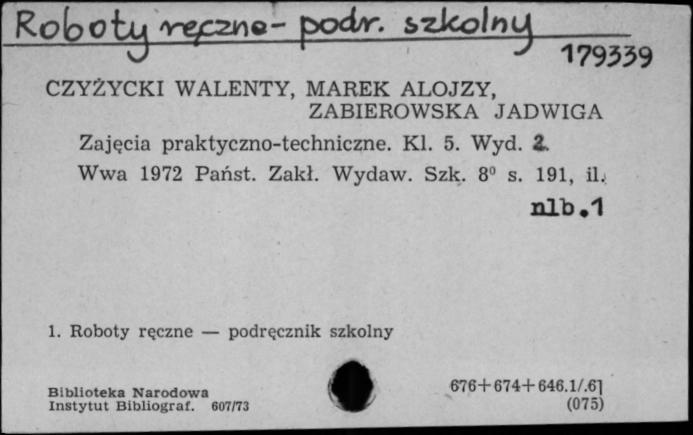 Roboty ręczne - podr. szkolny
179339
CZYŻYCKI WALENTY, MAREK ALOJZY,
ZABIEROWSKA JADWIGA
Zajęcia praktyczno-techniczne. Kl. 5. Wyd. 2.
Wwa 1972 Państ. Zakł. Wydaw. Szk. 8⁰ s. 191, il.
nlb.1
1. Roboty ręczne — podręcznik szkolny
Biblioteka Narodowa
Instytut Bibliograf. 607/73
676+674+646.1/.6]
(075)